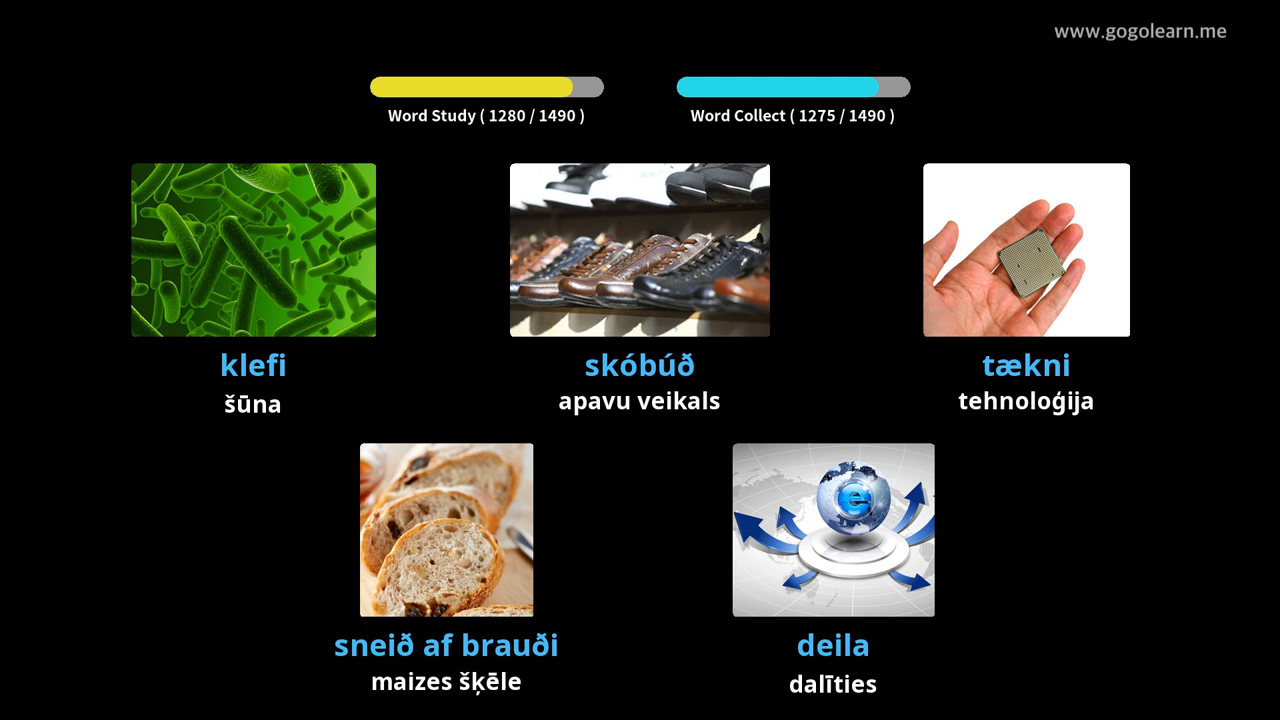 www.gogolearn.me
Word Study ( 1280 / 1490 )
Word Collect ( 1275 / 1490 )
klefi
šūna
skóbúð
apavu veikals
tækni
tehnoloģija
sneið af brauði
maizes šķēle
e
deila
dalīties